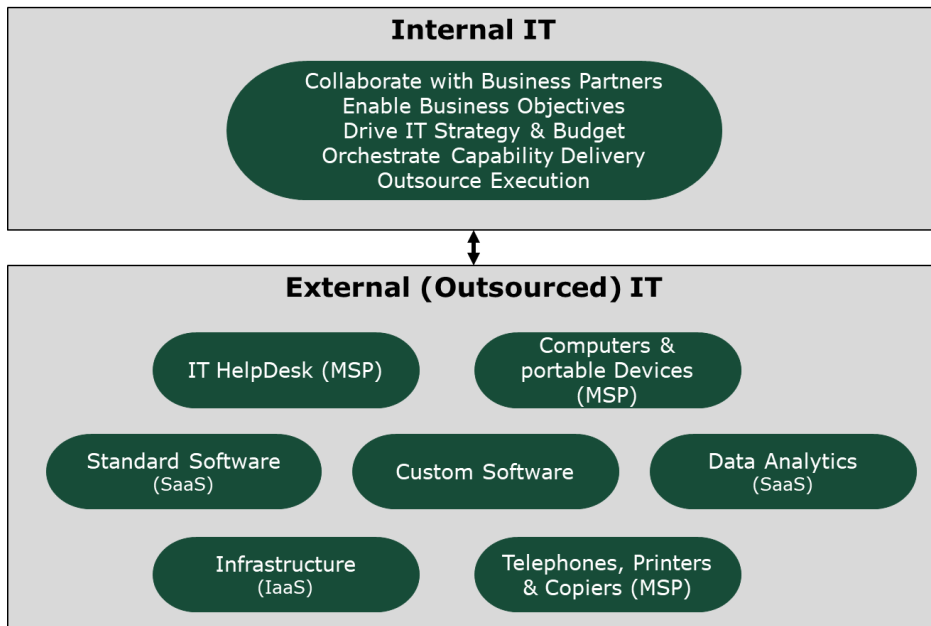 Internal IT
Collaborate with Business Partners
Enable Business Objectives
Drive IT Strategy & Budget
Orchestrate Capability Delivery
Outsource Execution
External (Outsourced) IT
IT HelpDesk (MSP)
Computers &
portable Devices
(MSP)
Standard Software
(SaaS)
Custom Software
Data Analytics
(SaaS)
Infrastructure
(IaaS)
Telephones, Printers
& Copiers (MSP)